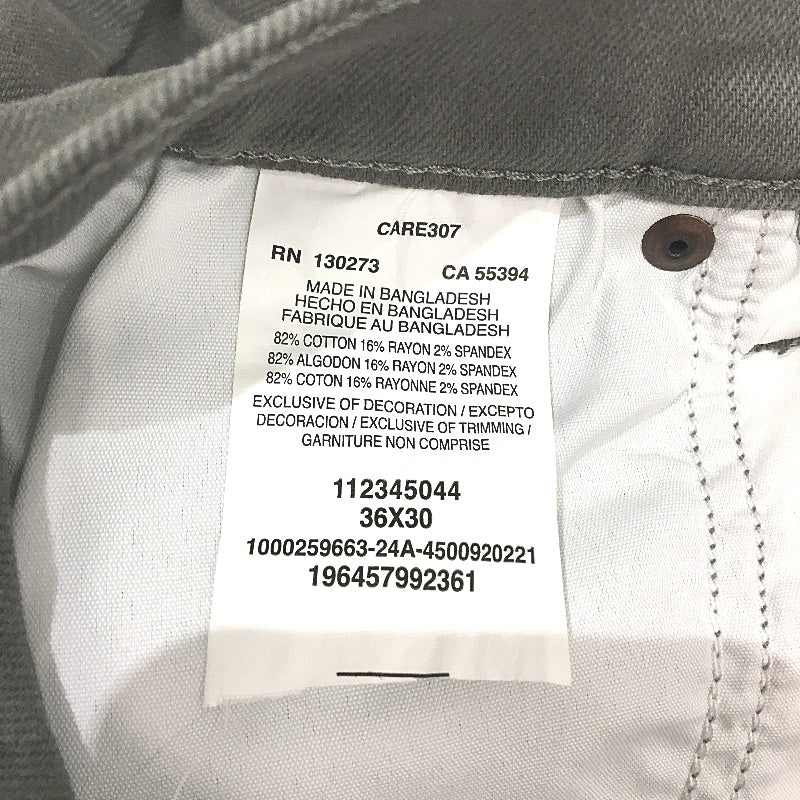 CARE307
RN 130273 CA 55394
MADE IN BANGLADESH
HECHO EN BANGLADESH
FABRIQUE AU BANGLADESH
82% COTTON 16% RAYON 2% SPANDEX
82% ALGODON 16% RAYON 2% SPANDEX
82% COTON 16% RAYONNE 2% SPANDEX
EXCLUSIVE OF DECORATION / EXCEPTO
DECORACION / EXCLUSIVE OF TRIMMING /
GARNITURE NON COMPRISE
112345044
36X30
1000259663-24A-4500920221
196457992361